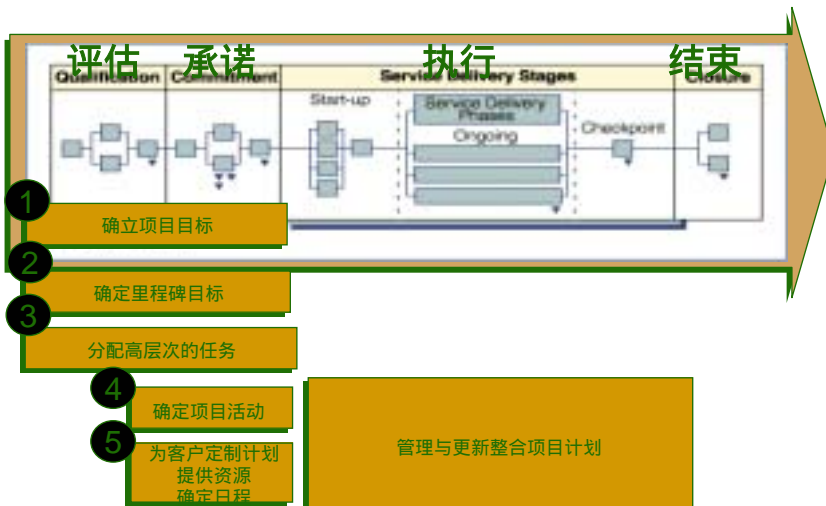 评估 承诺 执行 结束
Qualification Commitment Service Delivery Stages Closure
Start-up
Service Delivery
Phases
Ongoing
Checkpoint
1
确立项目目标
2
确定里程碑目标
3
分配高层次的任务
4
确定项目活动
5
为客户定制计划
提供资源
确定日程
管理与更新整合项目计划